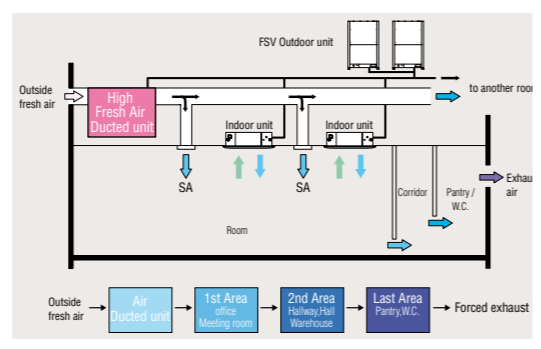 FSV Outdoor unit
Outside
fresh air
High
Fresh Air
Ducted unit
to another room
Indoor unit
Indoor unit
SA
SA
Corridor
Pantry /
W.C.
Exhau
air
Room
Outside
fresh air
Air
Ducted unit
1st Area
office
Meeting room
2nd Area
Hallway,Hall
Warehouse
Last Area
Pantry,W.C.
Forced exhaust